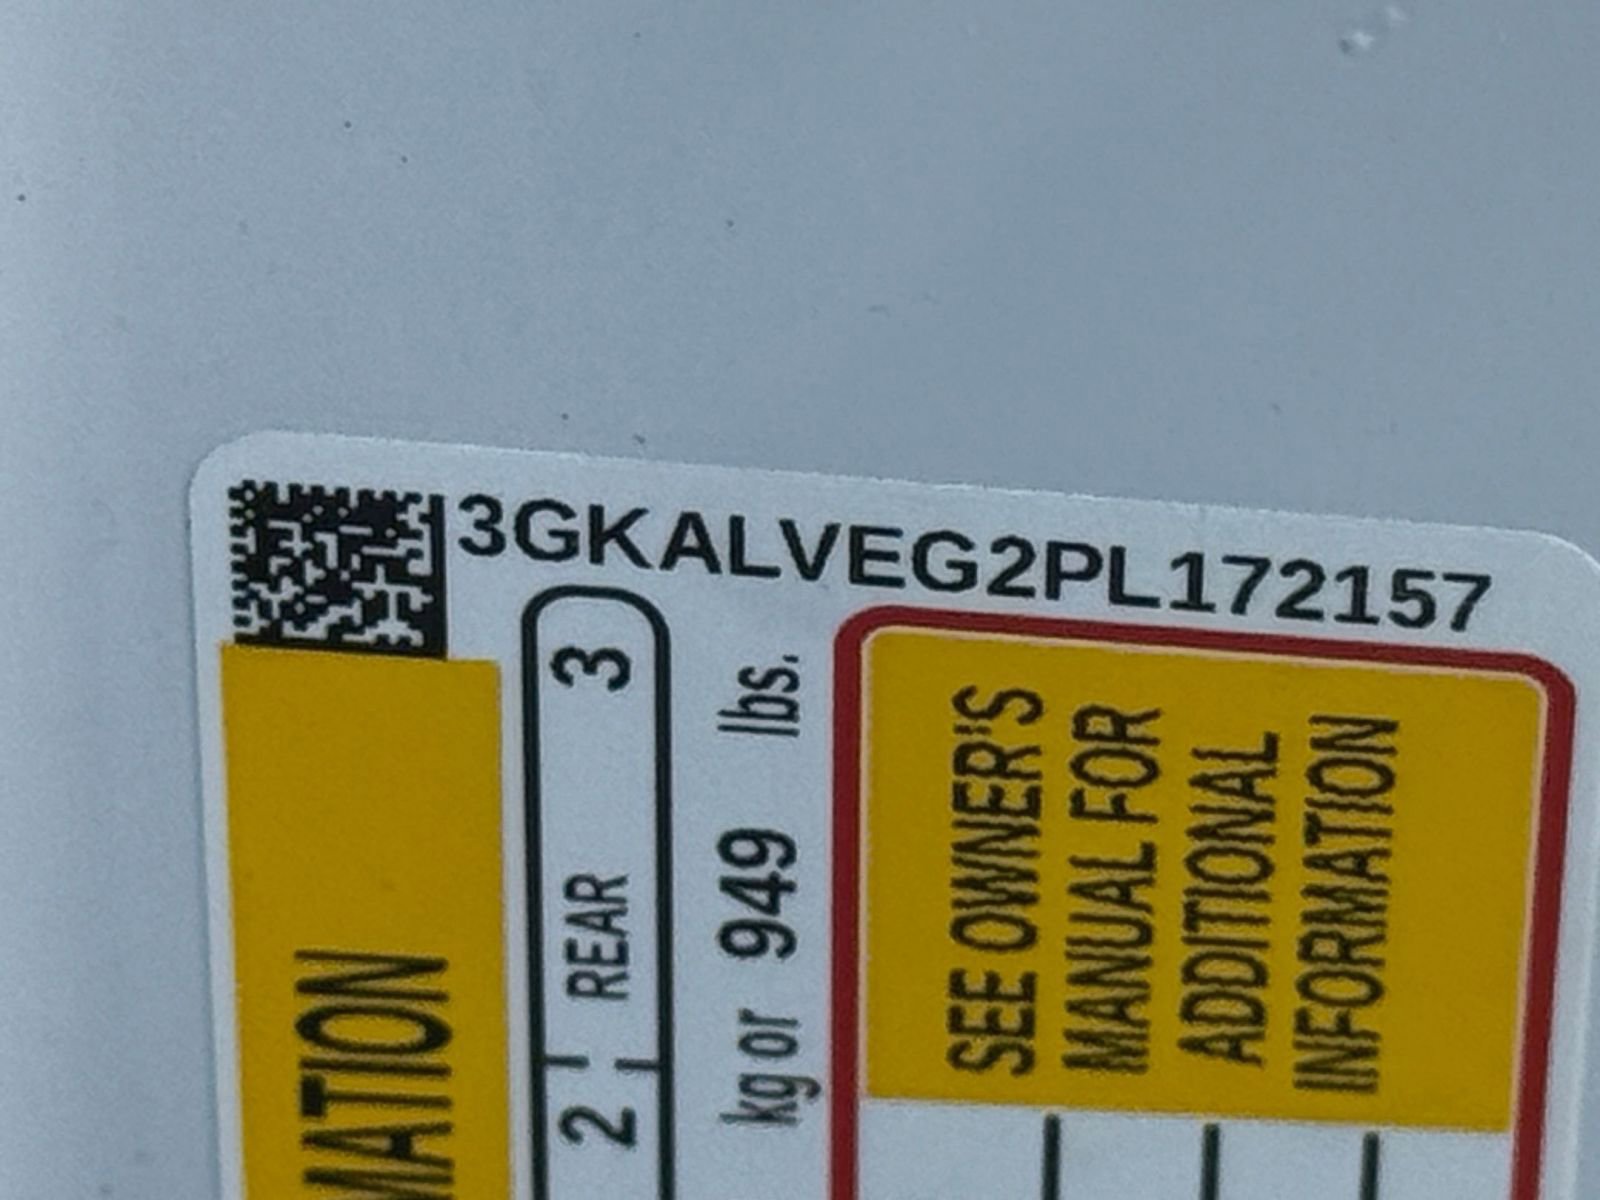 3GKALVEG2PL172157
MATION
2 REAR 3
kg or 949 lbs.
SEE OWNER'S
MANUAL FOR
ADDITIONAL
INFORMATION